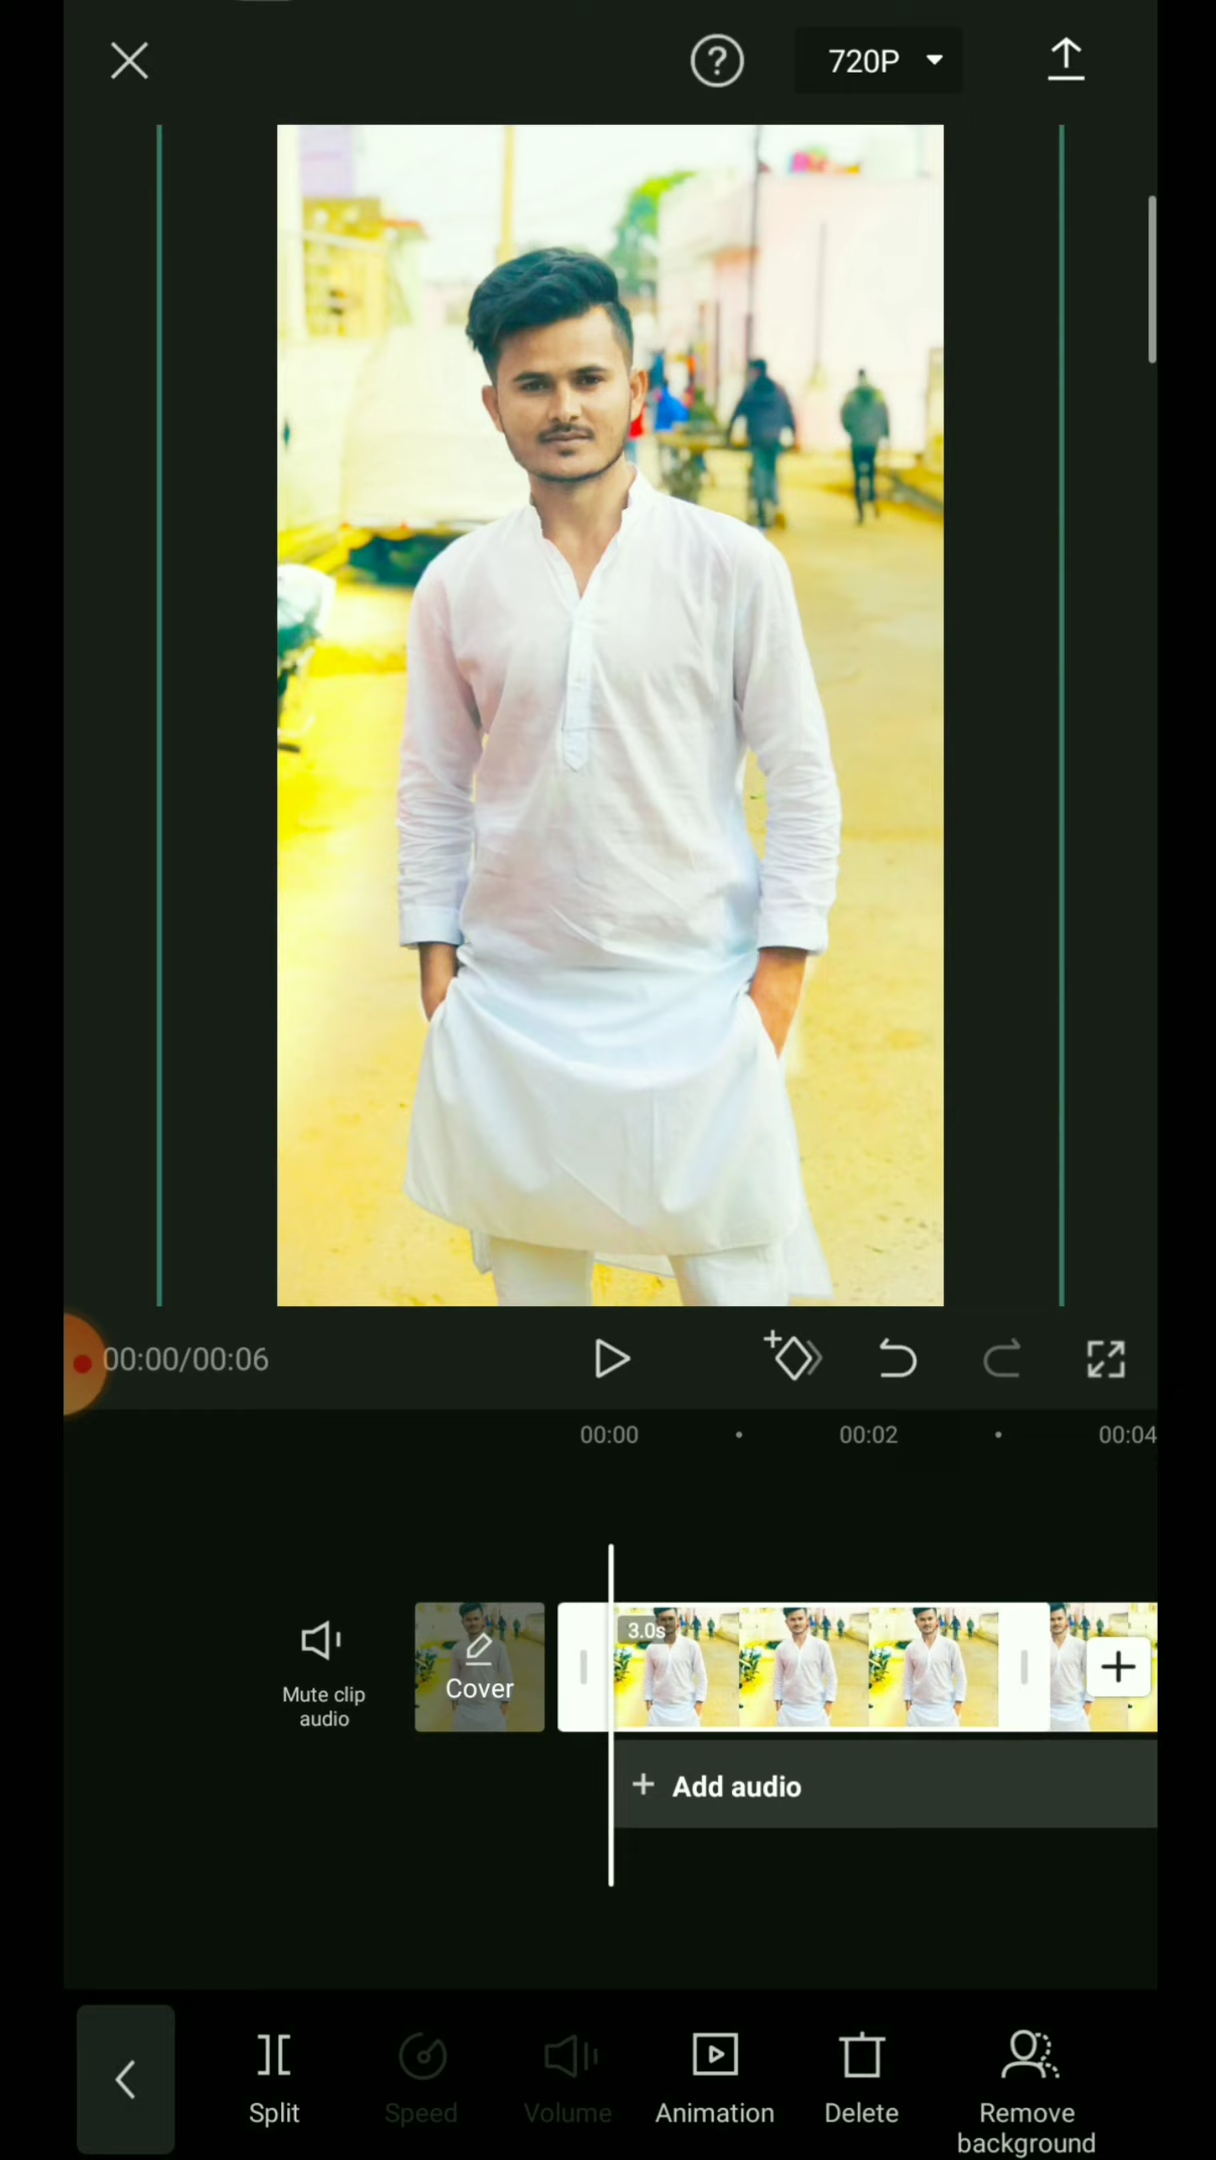 720P
00:00/00:06
00:00
00:02
00:04
3.0s
Mute clip
audio
Cover
+ Add audio
Split
Speed
Volume
Animation
Delete
Remove
background